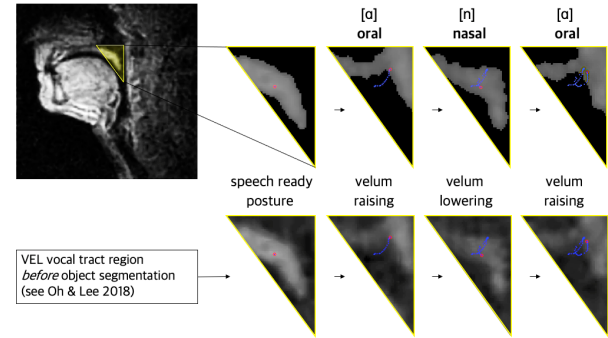 [ɑ] [n] [ɑ]
oral nasal oral
speech ready velum velum velum
posture raising lowering raising
VEL vocal tract region
before object segmentation
(see Oh & Lee 2018)